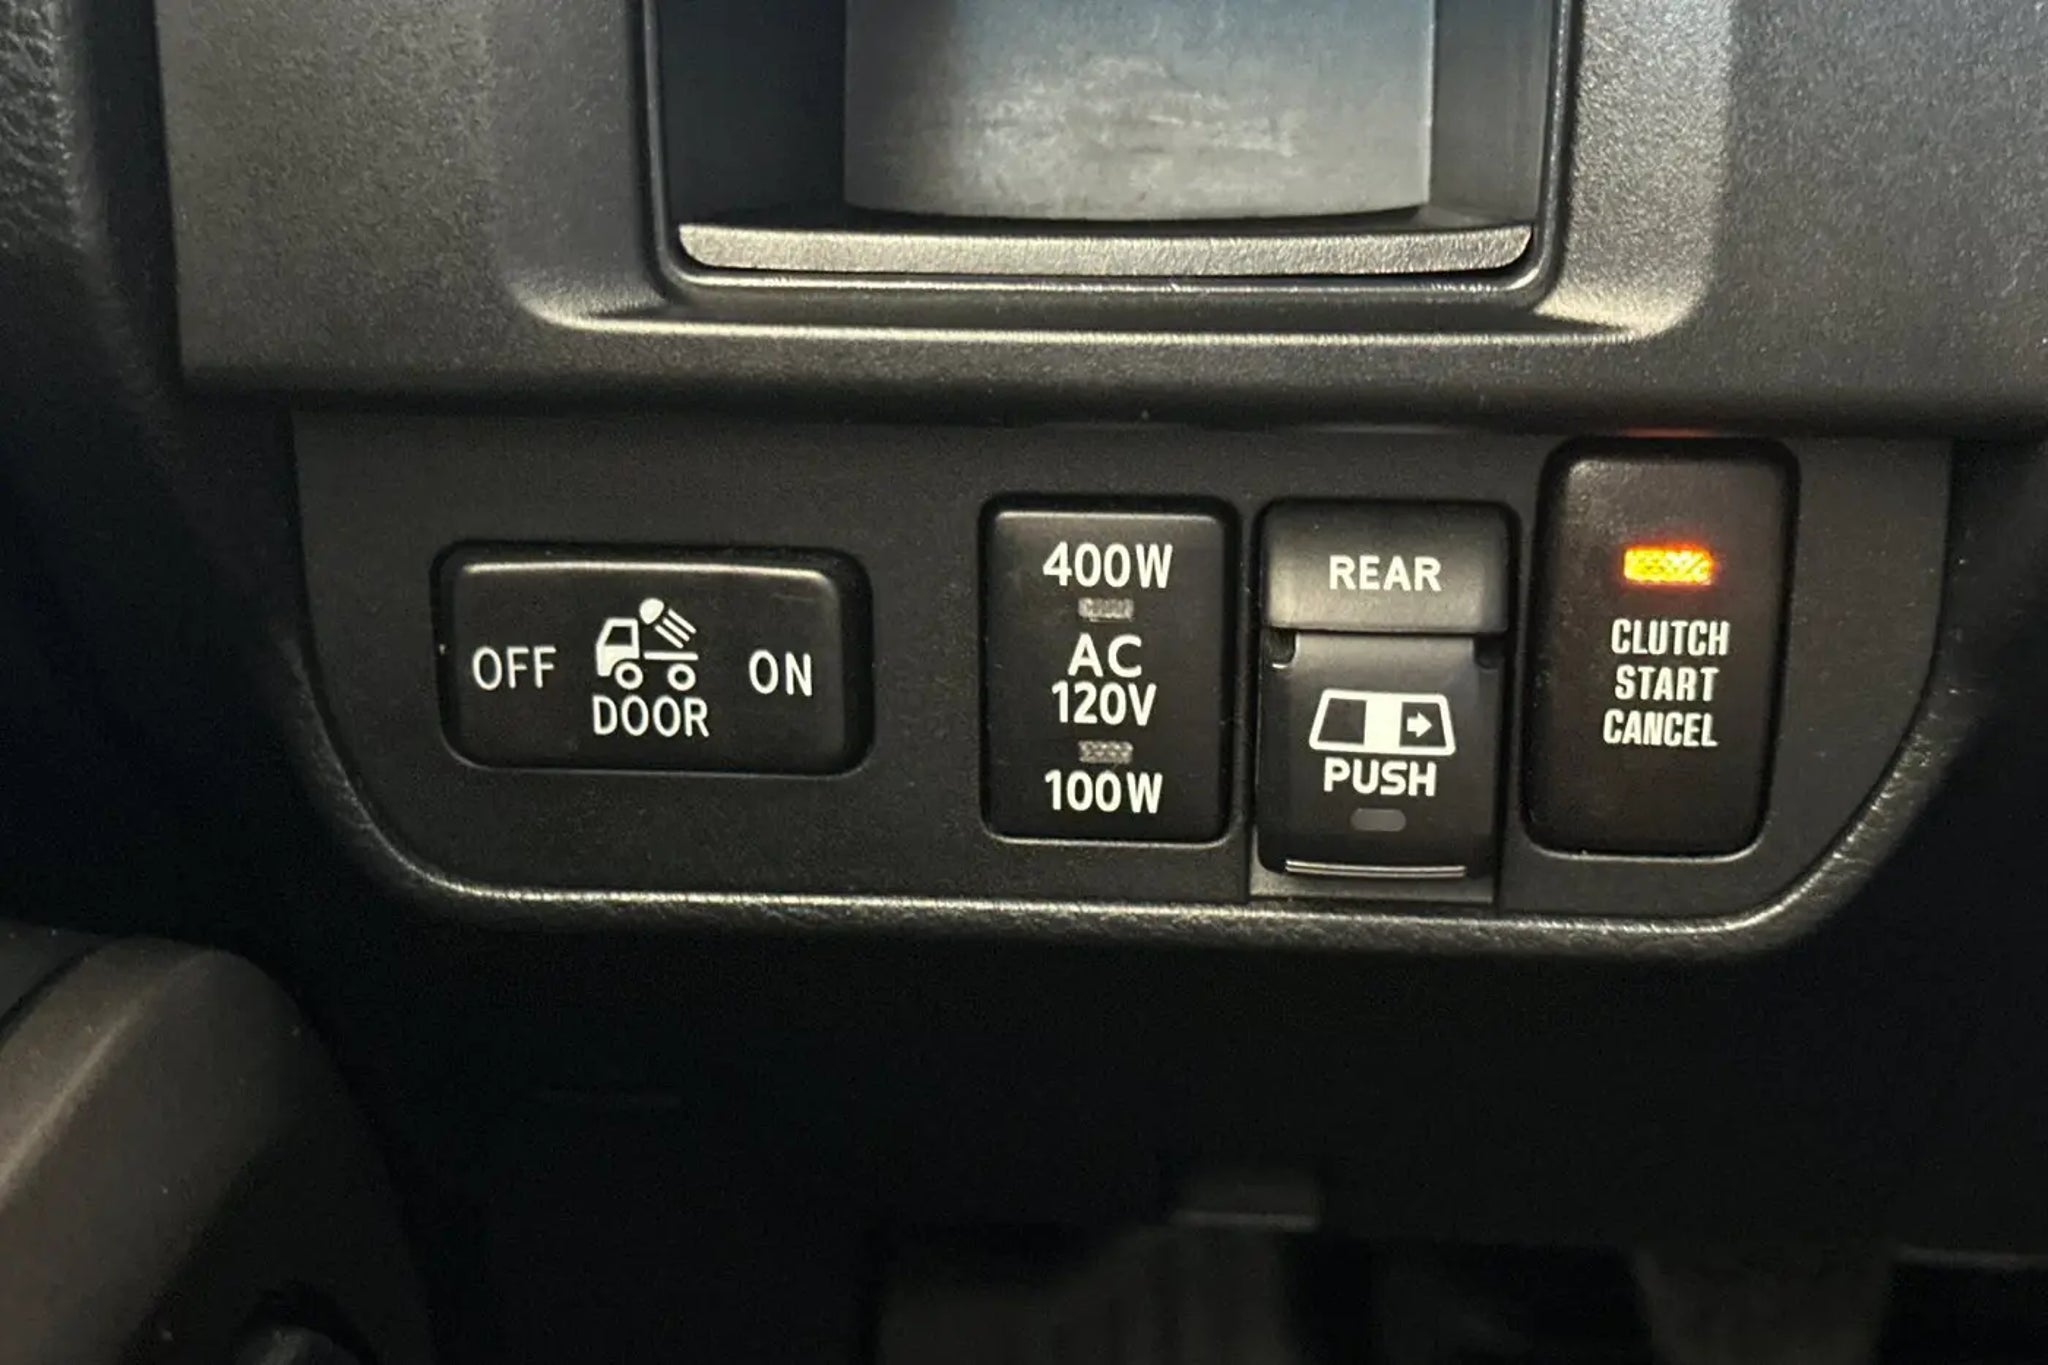 OFF
DOOR
ON
400W
AC
120V
100W
REAR
PUSH
CLUTCH
START
CANCEL